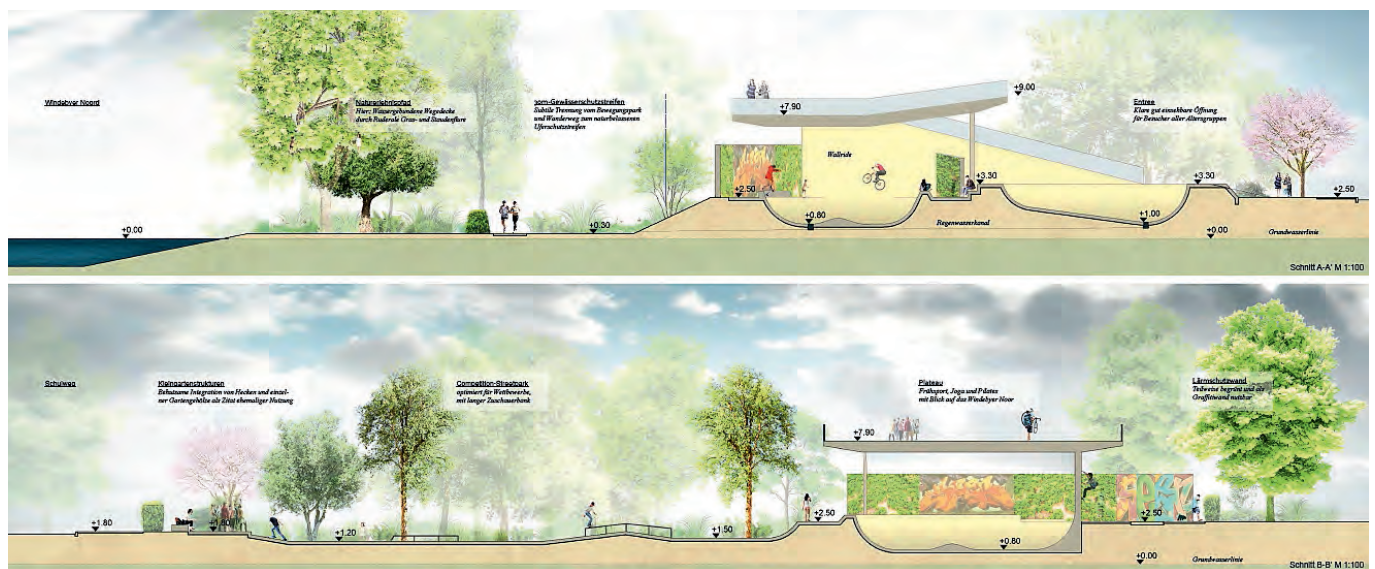 Windebyer Noord
Naturerlebnispfad
Hier: Wassergebundene Wegedecke
durch Ruderale Gras- und Staudenflure
nom-Gewässerschutzstreifen
Subtile Trennung vom Bewegungspark
und Wanderweg zum naturbelassenen
Uferschutzstreifen
+7.90
+9.00
Entree
Klare gut einsehbare Öffnung
für Besucher aller Altersgruppen
Wallride
+2.50
+3.30
+3.30
+2.50
+0.00
+0.30
+0.60
Regenwasserkanal
+1.00
+0.00
Grundwasserlinie
Schnitt A-A' M 1:100
Schulweg
Kleingartenstrukturen
Behutsame Integration von Hecken und einzel-
ner Gartengehölze als Zitat ehemaliger Nutzung
Competition-Streetpark
optimiert für Wettbewerbe,
mit langer Zuschauerbank
Plateau
Frühsport, Joga und Pilates
mit Blick auf das Windebyer Noor
Lärmschutzwand
Teilweise begrünt und als
Graffitiwand nutzbar
+7.90
+1.80
+1.20
+1.50
+2.50
+0.60
+2.50
+0.00
Grundwasserlinie
Schnitt B-B' M 1:100